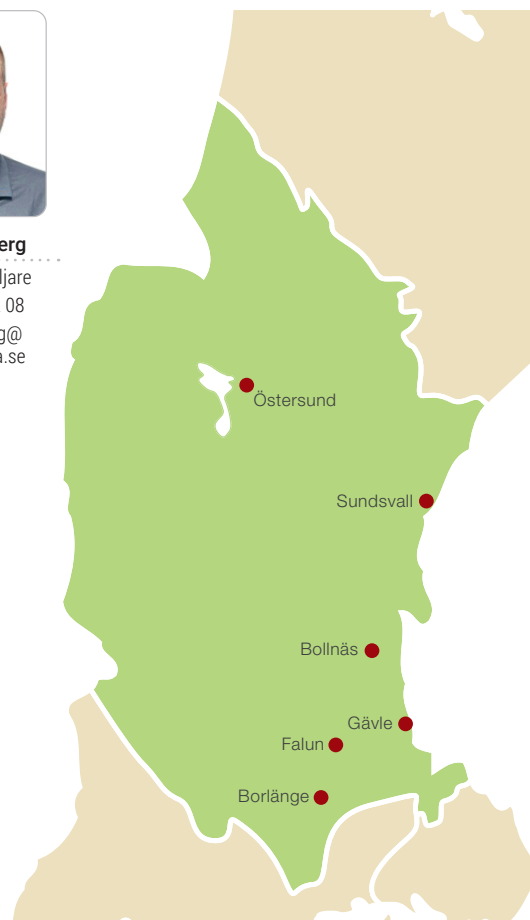 erg
ljare
08
g@
a.se
Östersund
Sundsvall
Bollnäs
Gävle
Falun
Borlänge